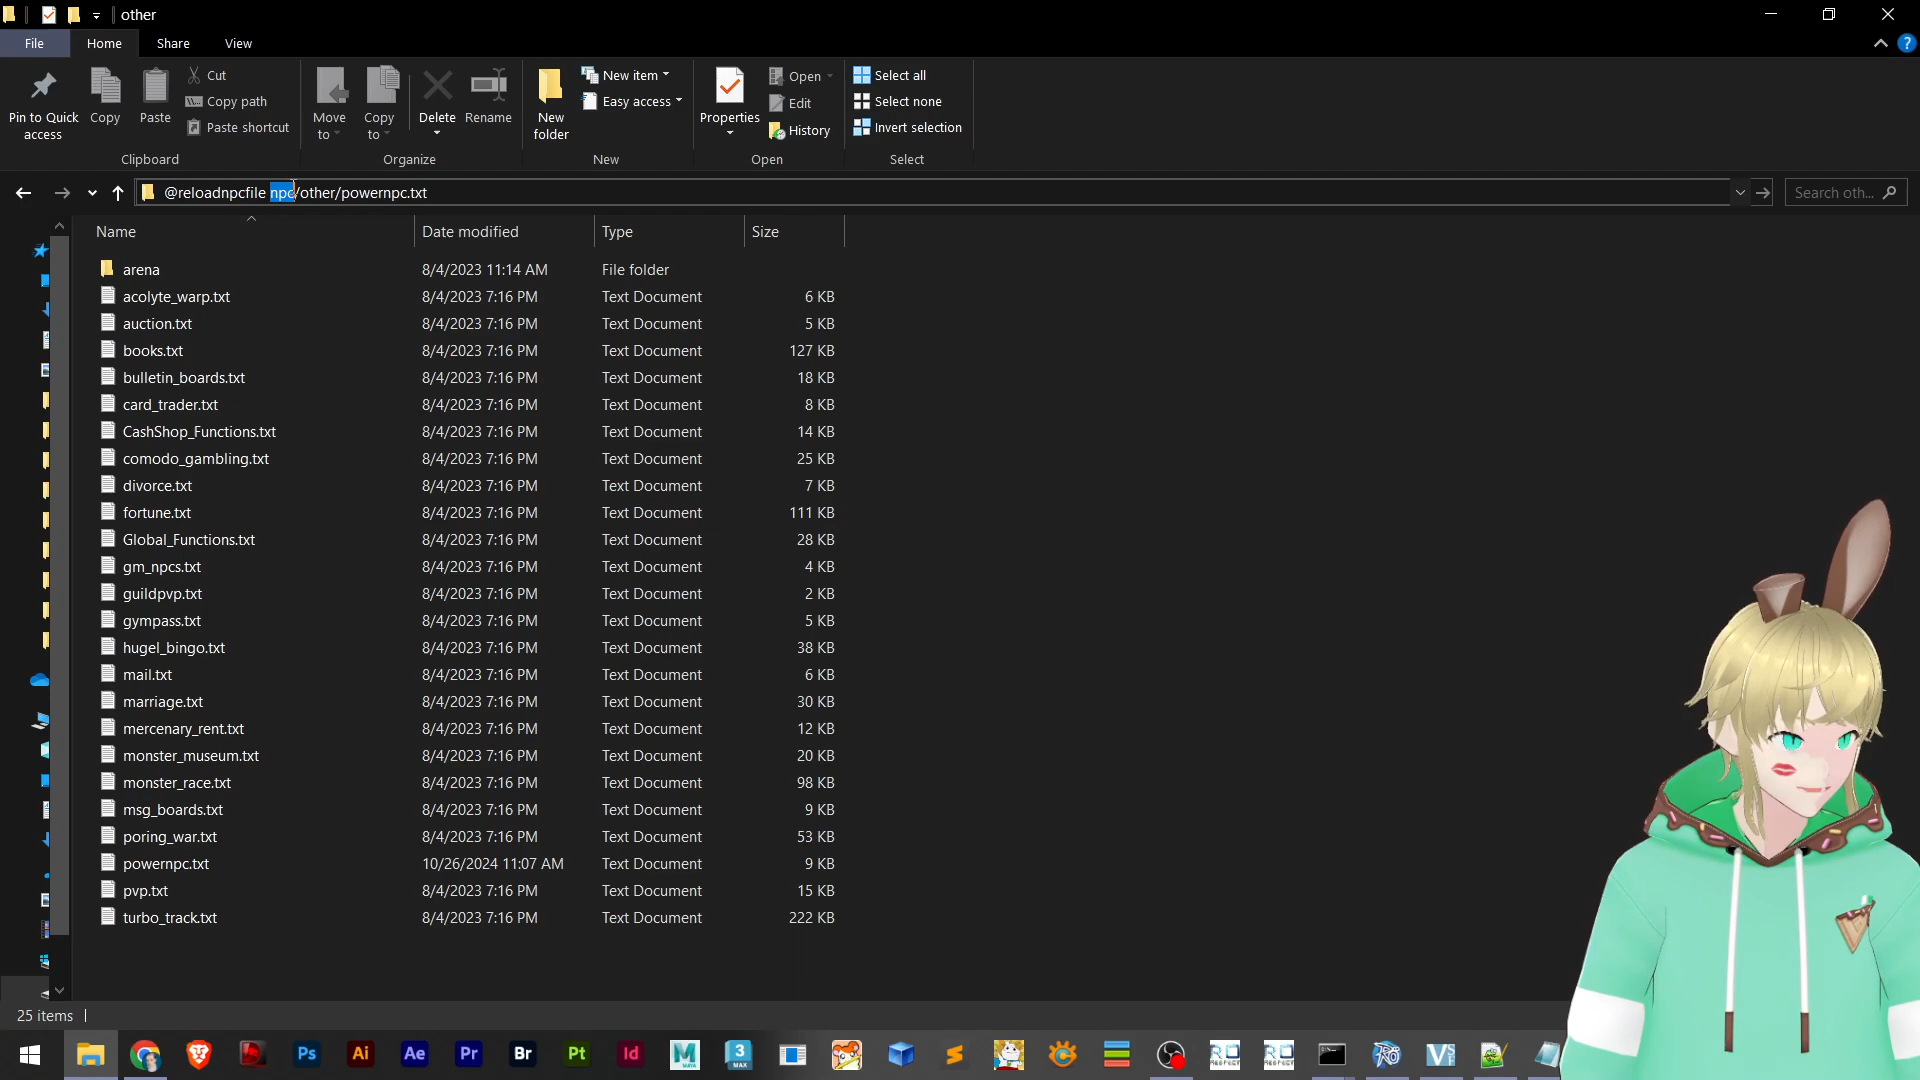 other
File
Home
Share
View
Pin to Quick access
Copy
Paste
Cut
Copy path
Paste shortcut
Clipboard
Move to
Copy to
Delete
Rename
Organize
New folder
New item
Easy access
New
Properties
Open
Edit
History
Open
Select all
Select none
Invert selection
Select
@reloadnpcfile npc/other/powernpc.txt
Search oth...
Name Date modified Type Size
arena 8/4/2023 11:14 AM File folder
acolyte_warp.txt 8/4/2023 7:16 PM Text Document 6 KB
auction.txt 8/4/2023 7:16 PM Text Document 5 KB
books.txt 8/4/2023 7:16 PM Text Document 127 KB
bulletin_boards.txt 8/4/2023 7:16 PM Text Document 18 KB
card_trader.txt 8/4/2023 7:16 PM Text Document 8 KB
CashShop_Functions.txt 8/4/2023 7:16 PM Text Document 14 KB
comodo_gambling.txt 8/4/2023 7:16 PM Text Document 25 KB
divorce.txt 8/4/2023 7:16 PM Text Document 7 KB
fortune.txt 8/4/2023 7:16 PM Text Document 111 KB
Global_Functions.txt 8/4/2023 7:16 PM Text Document 28 KB
gm_npcs.txt 8/4/2023 7:16 PM Text Document 4 KB
guildpvp.txt 8/4/2023 7:16 PM Text Document 2 KB
gympass.txt 8/4/2023 7:16 PM Text Document 5 KB
hugel_bingo.txt 8/4/2023 7:16 PM Text Document 38 KB
mail.txt 8/4/2023 7:16 PM Text Document 6 KB
marriage.txt 8/4/2023 7:16 PM Text Document 30 KB
mercenary_rent.txt 8/4/2023 7:16 PM Text Document 12 KB
monster_museum.txt 8/4/2023 7:16 PM Text Document 20 KB
monster_race.txt 8/4/2023 7:16 PM Text Document 98 KB
msg_boards.txt 8/4/2023 7:16 PM Text Document 9 KB
poring_war.txt 8/4/2023 7:16 PM Text Document 53 KB
powernpc.txt 10/26/2024 11:07 AM Text Document 9 KB
pvp.txt 8/4/2023 7:16 PM Text Document 15 KB
turbo_track.txt 8/4/2023 7:16 PM Text Document 222 KB
25 items
Ps Ai Ae Pr Br Pt Id M 3